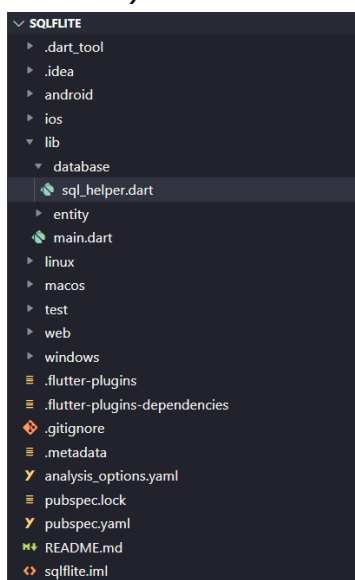 SQLFLITE
.dart_tool
.idea
android
ios
lib
database
sql_helper.dart
entity
main.dart
linux
macos
test
web
windows
.flutter-plugins
.flutter-plugins-dependencies
.gitignore
.metadata
analysis_options.yaml
pubspec.lock
pubspec.yaml
README.md
sqlflite.iml